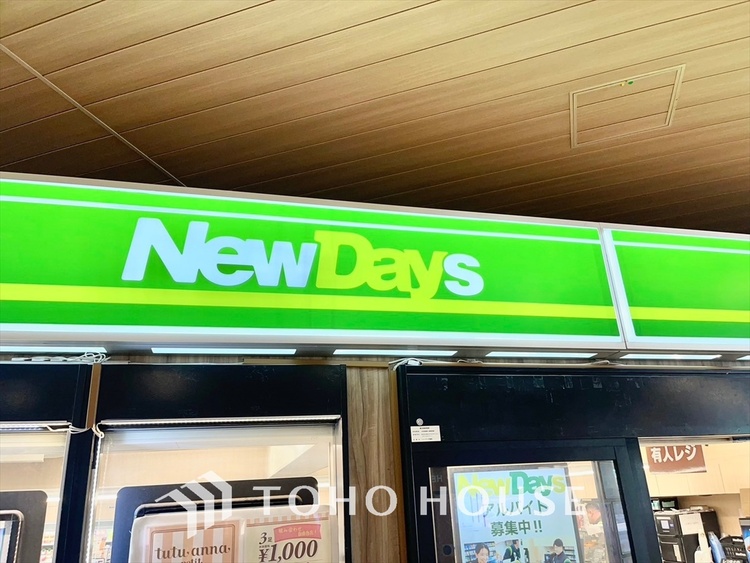 NewDays
有人レジ
NewDays
アルバイト
募集中!!
TOHO HOUSE
tutu·anna·
3足
¥1,000